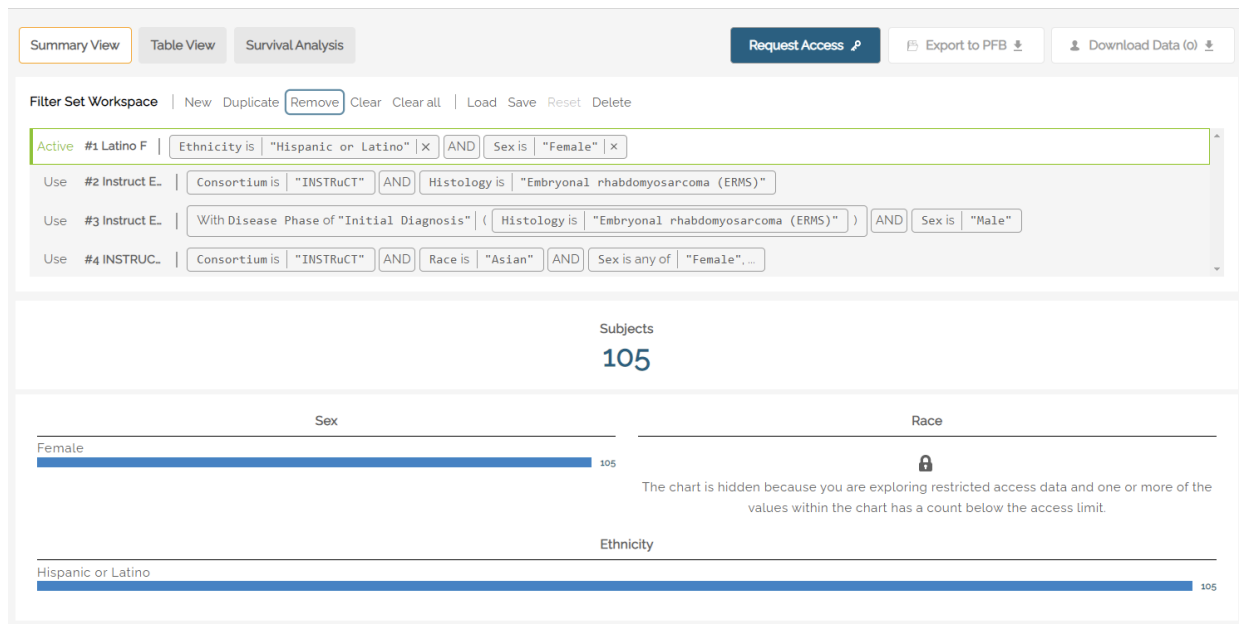 Summary View Table View Survival Analysis Request Access Export to PFB Download Data (0)
Filter Set Workspace | New Duplicate Remove Clear Clear all | Load Save Reset Delete
Active #1 Latino F | Ethnicity is | "Hispanic or Latino" | × AND Sex is | "Female" | ×
Use #2 Instruct E... | Consortium is | "INSTRuCT" AND Histology is | "Embryonal rhabdomyosarcoma (ERMS)"
Use #3 Instruct E... | With Disease Phase of "Initial Diagnosis" | ( Histology is | "Embryonal rhabdomyosarcoma (ERMS)" ) AND Sex is | "Male"
Use #4 INSTRUC... | Consortium is | "INSTRuCT" AND Race is | "Asian" AND Sex is any of | "Female", ...
Subjects
105
Sex
Female
105
Race
The chart is hidden because you are exploring restricted access data and one or more of the
values within the chart has a count below the access limit.
Ethnicity
Hispanic or Latino
105